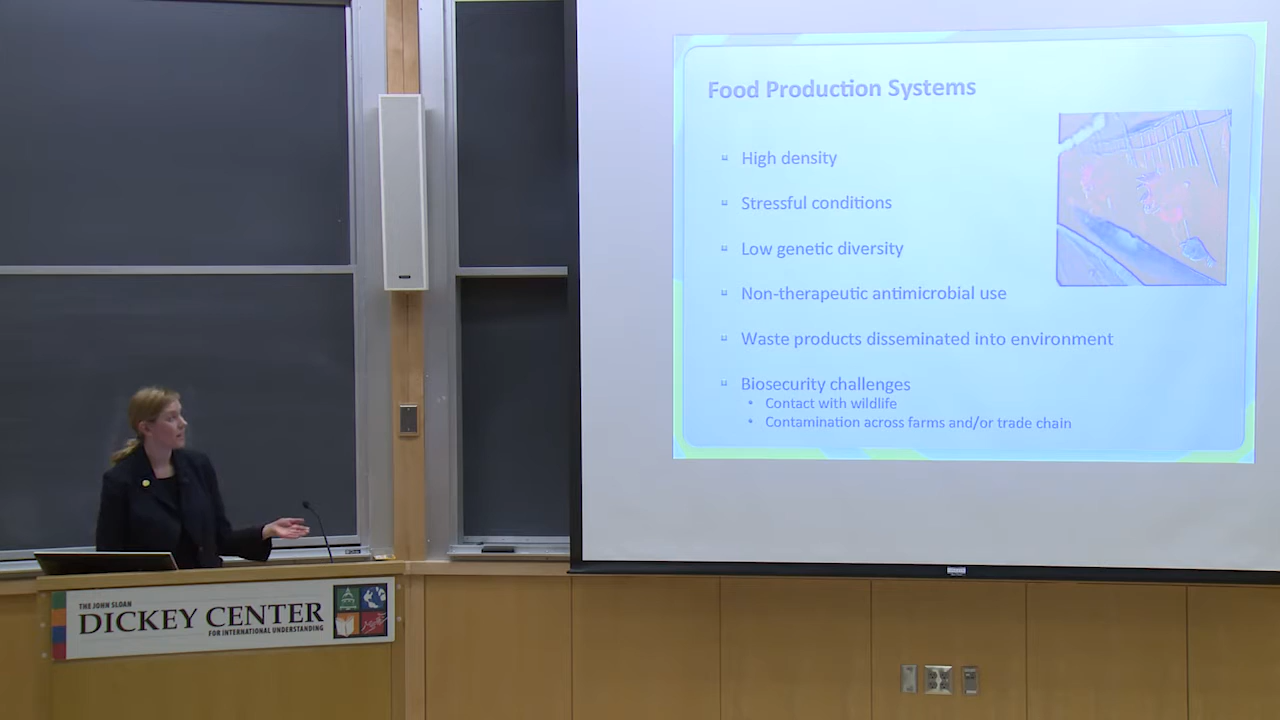 Food Production Systems
High density
Stressful conditions
Low genetic diversity
Non-therapeutic antimicrobial use
Waste products disseminated into environment
Biosecurity challenges
• Contact with wildlife
• Contamination across farms and/or trade chain
THE JOHN SLOAN
DICKEY CENTER
FOR INTERNATIONAL UNDERSTANDING